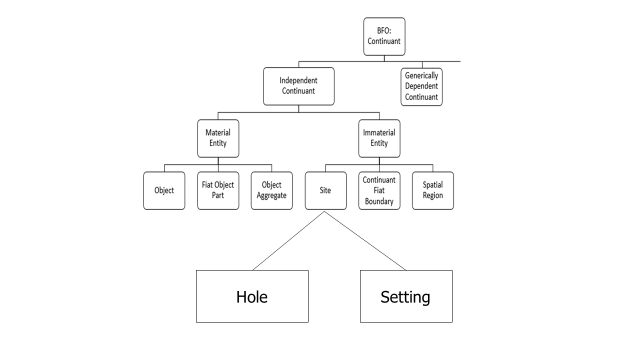 BFO:
Continuant
Independent
Continuant
Generically
Dependent
Continuant
Material
Entity
Immaterial
Entity
Object
Fiat Object
Part
Object
Aggregate
Site
Continuant
Fiat
Boundary
Spatial
Region
Hole
Setting